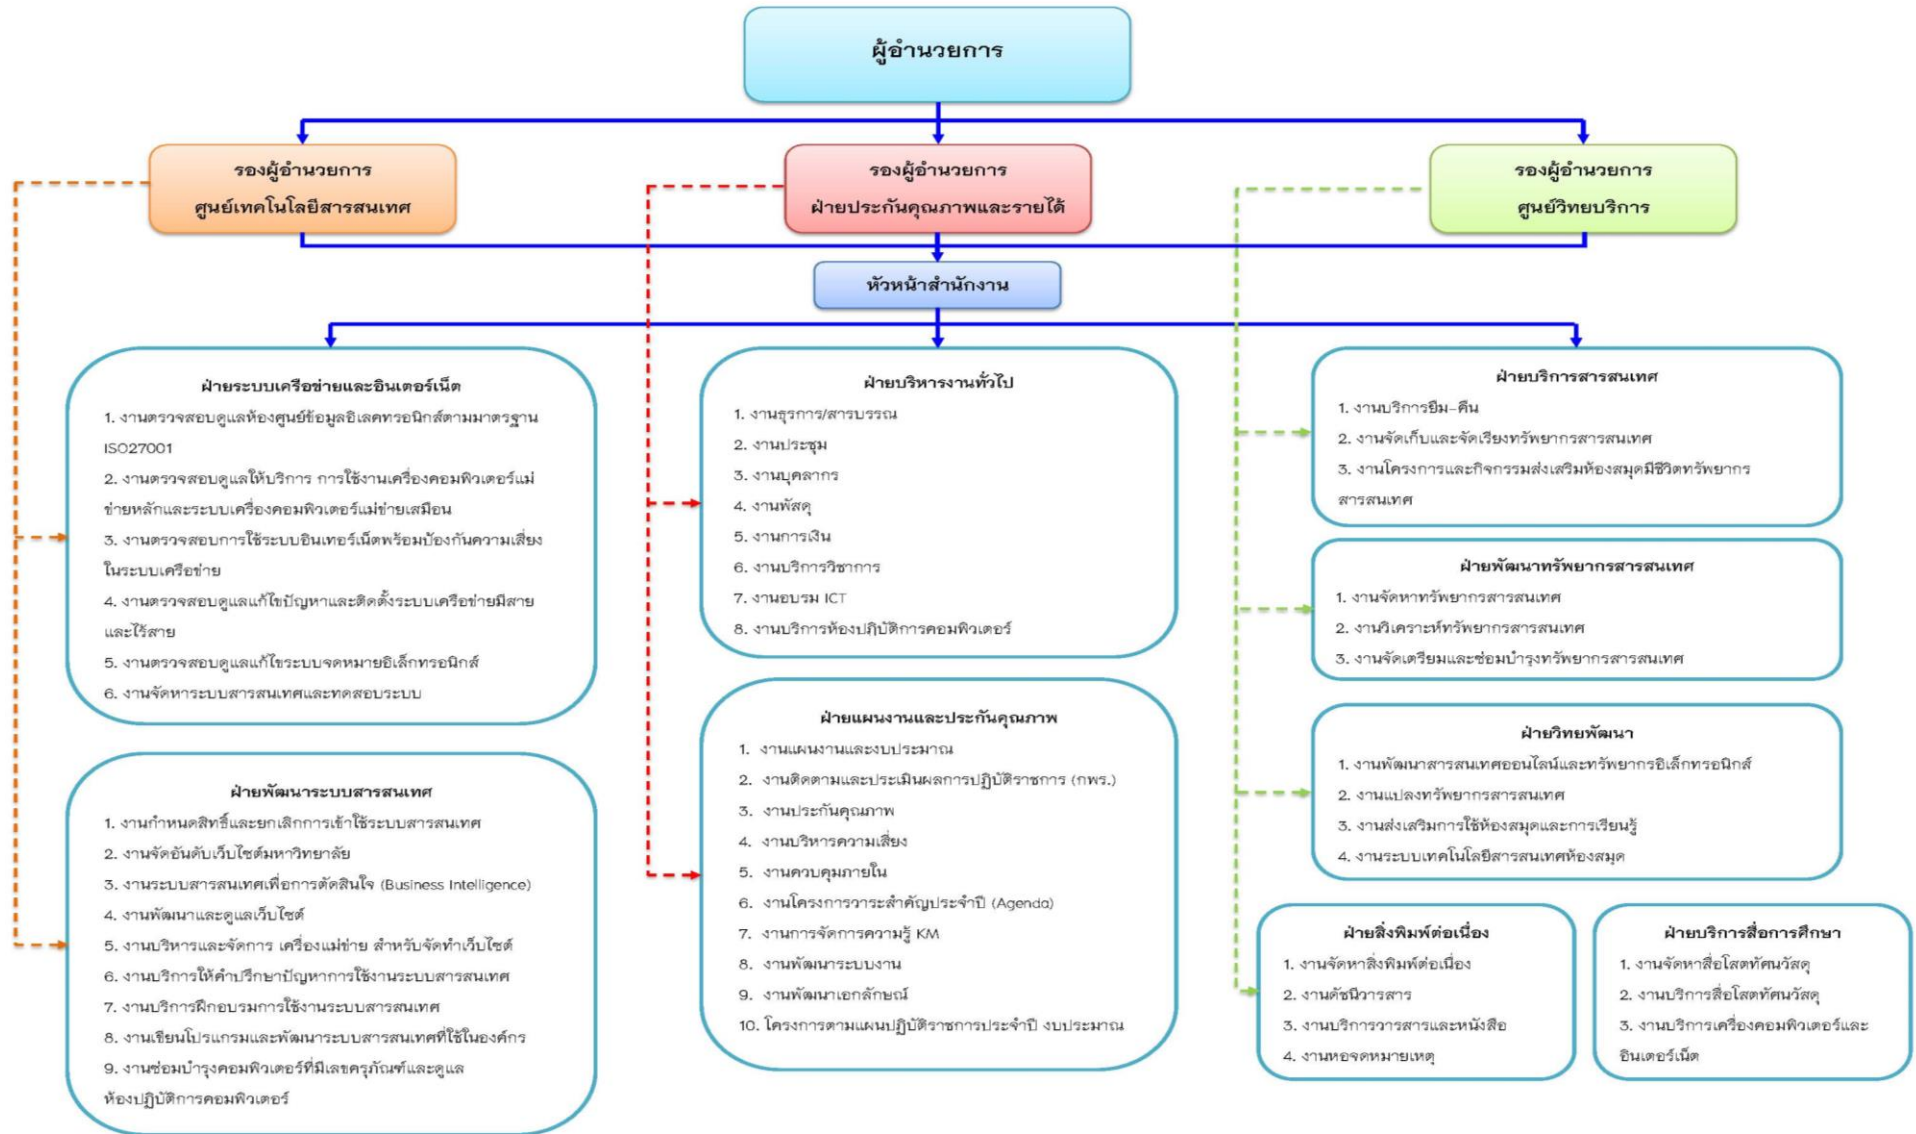 ผู้อำนวยการ
รองผู้อำนวยการ
ศูนย์เทคโนโลยีสารสนเทศ
รองผู้อำนวยการ
ฝ่ายประกันคุณภาพและรายได้
รองผู้อำนวยการ
ศูนย์วิทยบริการ
หัวหน้าสำนักงาน
ฝ่ายระบบเครือข่ายและอินเตอร์เน็ต
1. งานตรวจสอบดูแลห้องศูนย์ข้อมูลอิเลคทรอนิกส์ตามมาตรฐาน
ISO27001
2. งานตรวจสอบดูแลให้บริการ การใช้งานเครื่องคอมพิวเตอร์แม่
ข่ายหลักและระบบเครื่องคอมพิวเตอร์แม่ข่ายเสมือน
3. งานตรวจสอบการใช้ระบบอินเทอร์เน็ตพร้อมป้องกันความเสี่ยง
ในระบบเครือข่าย
4. งานตรวจสอบดูแลแก้ไขปัญหาและติดตั้งระบบเครือข่ายมีสาย
และไร้สาย
5. งานตรวจสอบดูแลแก้ไขระบบจดหมายอิเล็กทรอนิกส์
6. งานจัดหาระบบสารสนเทศและทดสอบระบบ
ฝ่ายพัฒนาระบบสารสนเทศ
1. งานกำหนดสิทธิ์และยกเลิกการเข้าใช้ระบบสารสนเทศ
2. งานจัดอันดับเว็บไซต์มหาวิทยาลัย
3. งานระบบสารสนเทศเพื่อการตัดสินใจ (Business Intelligence)
4. งานพัฒนาและดูแลเว็บไซต์
5. งานบริหารและจัดการ เครื่องแม่ข่าย สำหรับจัดทำเว็บไซต์
6. งานบริการให้คำปรึกษาปัญหาการใช้งานระบบสารสนเทศ
7. งานบริการฝึกอบรมการใช้งานระบบสารสนเทศ
8. งานเขียนโปรแกรมและพัฒนาระบบสารสนเทศที่ใช้ในองค์กร
9. งานซ่อมบำรุงคอมพิวเตอร์ที่มีเลขครุภัณฑ์และดูแล
ห้องปฏิบัติการคอมพิวเตอร์
ฝ่ายบริหารงานทั่วไป
1. งานธุรการ/สารบรรณ
2. งานประชุม
3. งานบุคลากร
4. งานพัสดุ
5. งานการเงิน
6. งานบริการวิชาการ
7. งานอบรม ICT
8. งานบริการห้องปฏิบัติการคอมพิวเตอร์
ฝ่ายแผนงานและประกันคุณภาพ
1. งานแผนงานและงบประมาณ
2. งานติดตามและประเมินผลการปฏิบัติราชการ (กพร.)
3. งานประกันคุณภาพ
4. งานบริหารความเสี่ยง
5. งานควบคุมภายใน
6. งานโครงการวาระสำคัญประจำปี (Agenda)
7. งานการจัดการความรู้ KM
8. งานพัฒนาระบบงาน
9. งานพัฒนาเอกลักษณ์
10. โครงการตามแผนปฏิบัติราชการประจำปี งบประมาณ
ฝ่ายบริการสารสนเทศ
1. งานบริการยืม-คืน
2. งานจัดเก็บและจัดเรียงทรัพยากรสารสนเทศ
3. งานโครงการและกิจกรรมส่งเสริมห้องสมุดมีชีวิตทรัพยากร
สารสนเทศ
ฝ่ายพัฒนาทรัพยากรสารสนเทศ
1. งานจัดหาทรัพยากรสารสนเทศ
2. งานวิเคราะห์ทรัพยากรสารสนเทศ
3. งานจัดเตรียมและซ่อมบำรุงทรัพยากรสารสนเทศ
ฝ่ายวิทยพัฒนา
1. งานพัฒนาสารสนเทศออนไลน์และทรัพยากรอิเล็กทรอนิกส์
2. งานแปลงทรัพยากรสารสนเทศ
3. งานส่งเสริมการใช้ห้องสมุดและการเรียนรู้
4. งานระบบเทคโนโลยีสารสนเทศห้องสมุด
ฝ่ายสิ่งพิมพ์ต่อเนื่อง
1. งานจัดหาสิ่งพิมพ์ต่อเนื่อง
2. งานดัชนีวารสาร
3. งานบริการวารสารและหนังสือ
4. งานหอจดหมายเหตุ
ฝ่ายบริการสื่อการศึกษา
1. งานจัดหาสื่อโสตทัศนวัสดุ
2. งานบริการสื่อโสตทัศนวัสดุ
3. งานบริการเครื่องคอมพิวเตอร์และ
อินเตอร์เน็ต